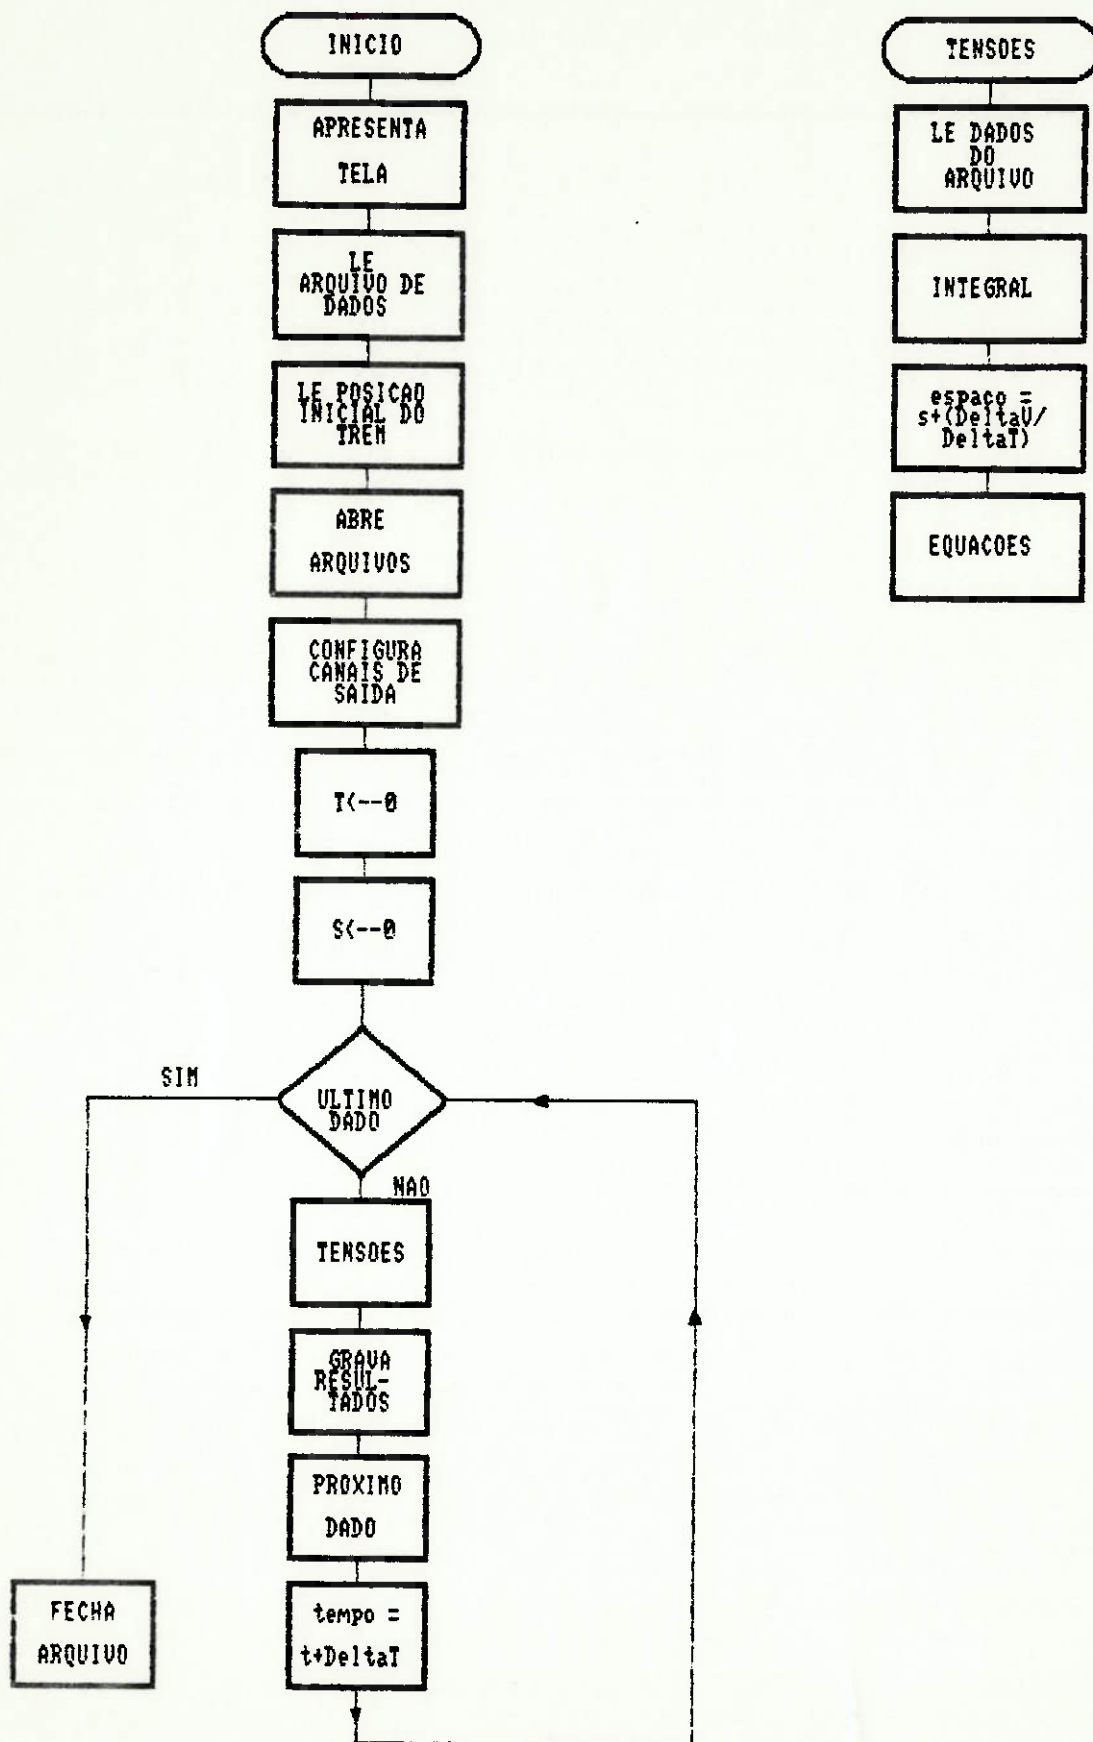 INICIO
APRESENTA
TELA
LE
ARQUIVO DE
DADOS
LE POSICAO
INICIAL DO
TREM
ABRE
ARQUIVOS
CONFIGURA
CANAIS DE
SAIDA
T<--0
S<--0
SIM
ULTIMO
DADO
NAO
TENSOES
GRAVA
RESUL-
TADOS
PROXIMO
DADO
tempo =
t+DeltaT
FECHA
ARQUIVO
TENSOES
LE DADOS
DO
ARQUIVO
INTEGRAL
espaco =
s+(DeltaV/
DeltaT)
EQUACOES